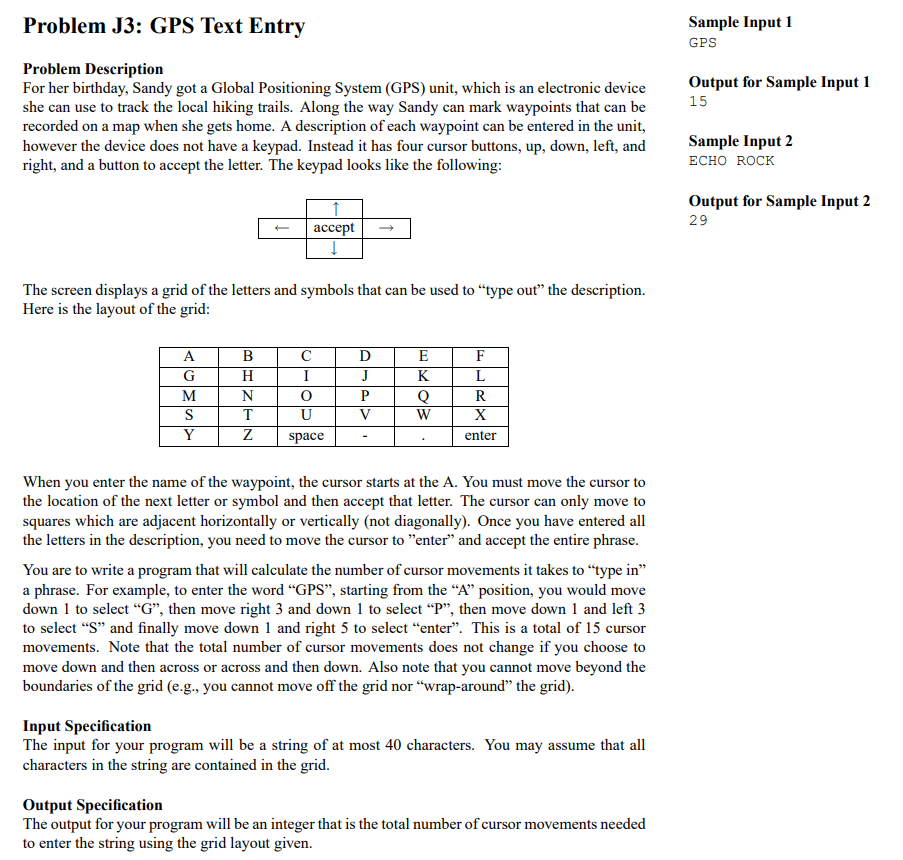 Problem J3: GPS Text Entry
Problem Description
For her birthday, Sandy got a Global Positioning System (GPS) unit, which is an electronic device
she can use to track the local hiking trails. Along the way Sandy can mark waypoints that can be
recorded on a map when she gets home. A description of each waypoint can be entered in the unit,
however the device does not have a keypad. Instead it has four cursor buttons, up, down, left, and
right, and a button to accept the letter. The keypad looks like the following:
↑
← accept →
↓
The screen displays a grid of the letters and symbols that can be used to “type out” the description.
Here is the layout of the grid:
A B C D E F
G H I J K L
M N O P Q R
S T U V W X
Y Z space - . enter
When you enter the name of the waypoint, the cursor starts at the A. You must move the cursor to
the location of the next letter or symbol and then accept that letter. The cursor can only move to
squares which are adjacent horizontally or vertically (not diagonally). Once you have entered all
the letters in the description, you need to move the cursor to ”enter” and accept the entire phrase.
You are to write a program that will calculate the number of cursor movements it takes to “type in”
a phrase. For example, to enter the word “GPS”, starting from the “A” position, you would move
down 1 to select “G”, then move right 3 and down 1 to select “P”, then move down 1 and left 3
to select “S” and finally move down 1 and right 5 to select “enter”. This is a total of 15 cursor
movements. Note that the total number of cursor movements does not change if you choose to
move down and then across or across and then down. Also note that you cannot move beyond the
boundaries of the grid (e.g., you cannot move off the grid nor “wrap-around” the grid).
Input Specification
The input for your program will be a string of at most 40 characters. You may assume that all
characters in the string are contained in the grid.
Output Specification
The output for your program will be an integer that is the total number of cursor movements needed
to enter the string using the grid layout given.
Sample Input 1
GPS
Output for Sample Input 1
15
Sample Input 2
ECHO ROCK
Output for Sample Input 2
29